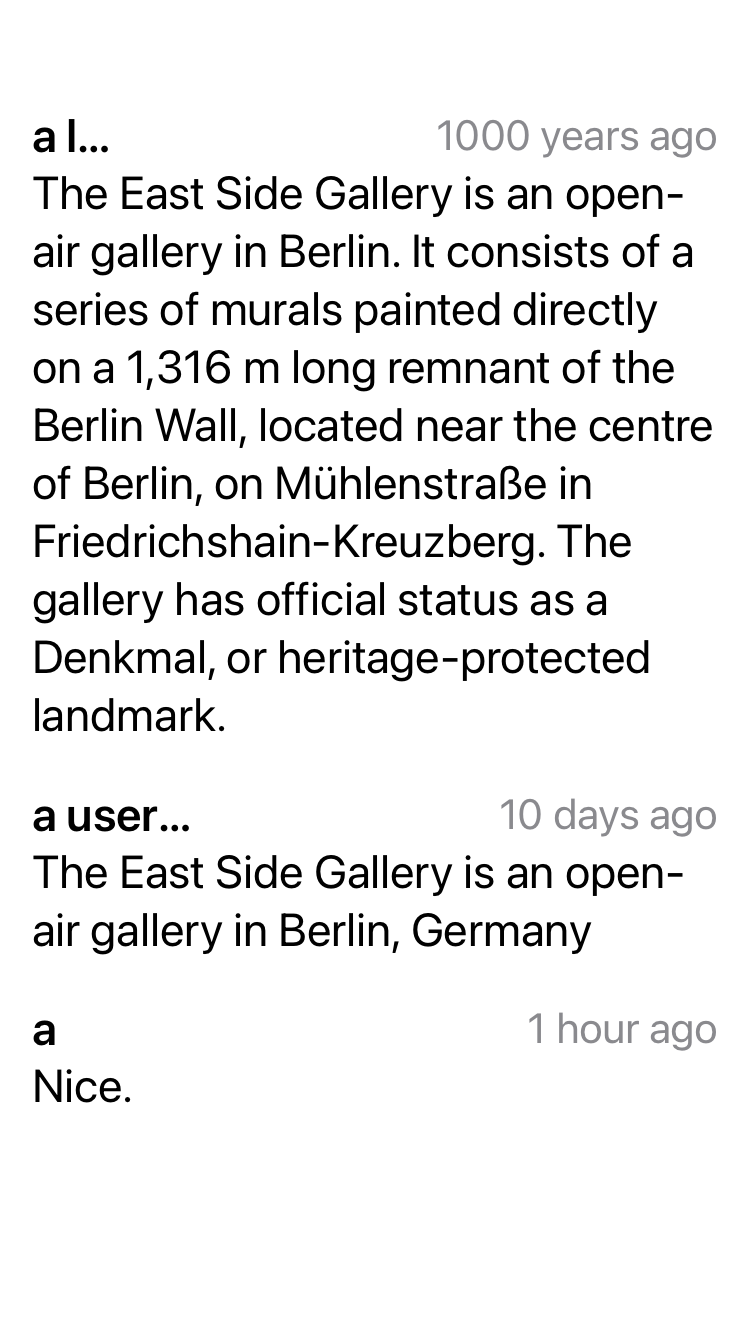 a l... 1000 years ago
The East Side Gallery is an open-
air gallery in Berlin. It consists of a
series of murals painted directly
on a 1,316 m long remnant of the
Berlin Wall, located near the centre
of Berlin, on Mühlenstraße in
Friedrichshain-Kreuzberg. The
gallery has official status as a
Denkmal, or heritage-protected
landmark.
a user... 10 days ago
The East Side Gallery is an open-
air gallery in Berlin, Germany
a 1 hour ago
Nice.